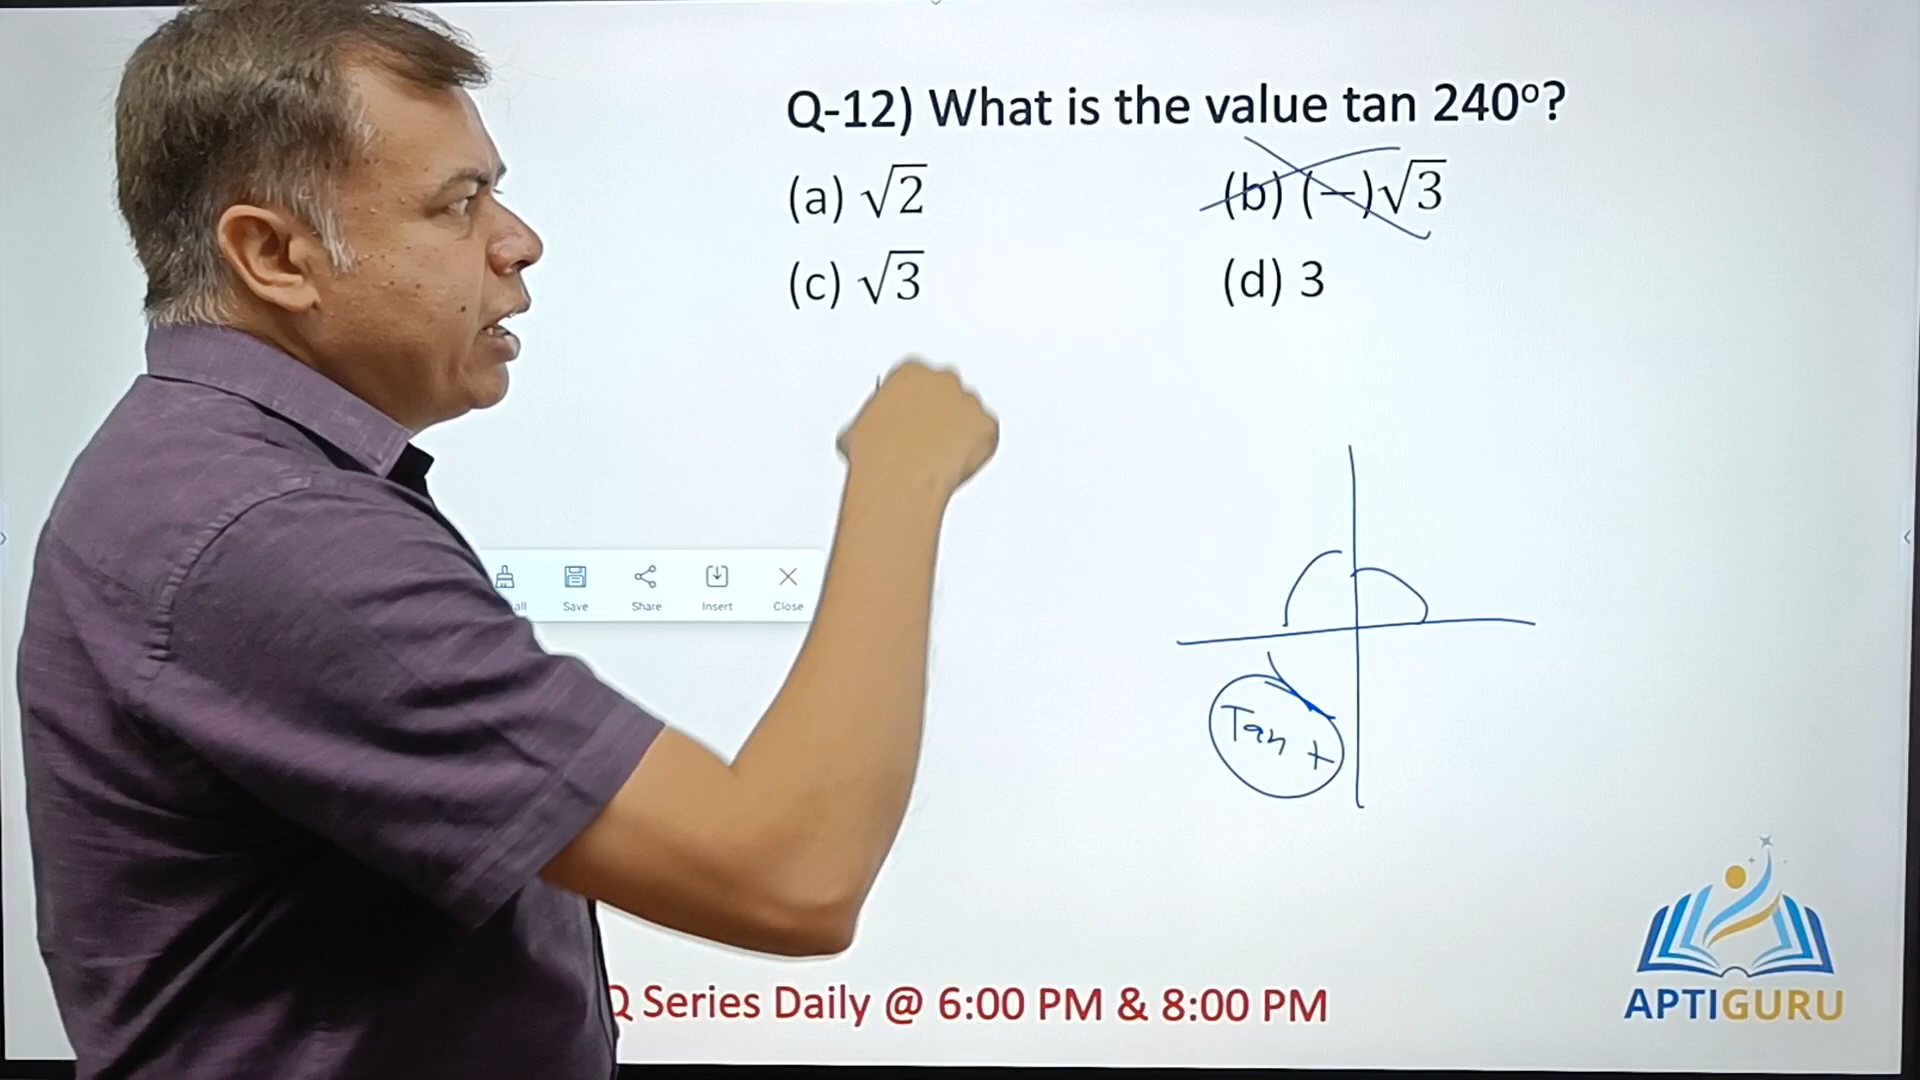 Q-12) What is the value tan 240º?
(a) √2
(b) (–)√3
(c) √3
(d) 3
Save Share Insert Close
Tan +
Series Daily @ 6:00 PM & 8:00 PM
APTIGURU